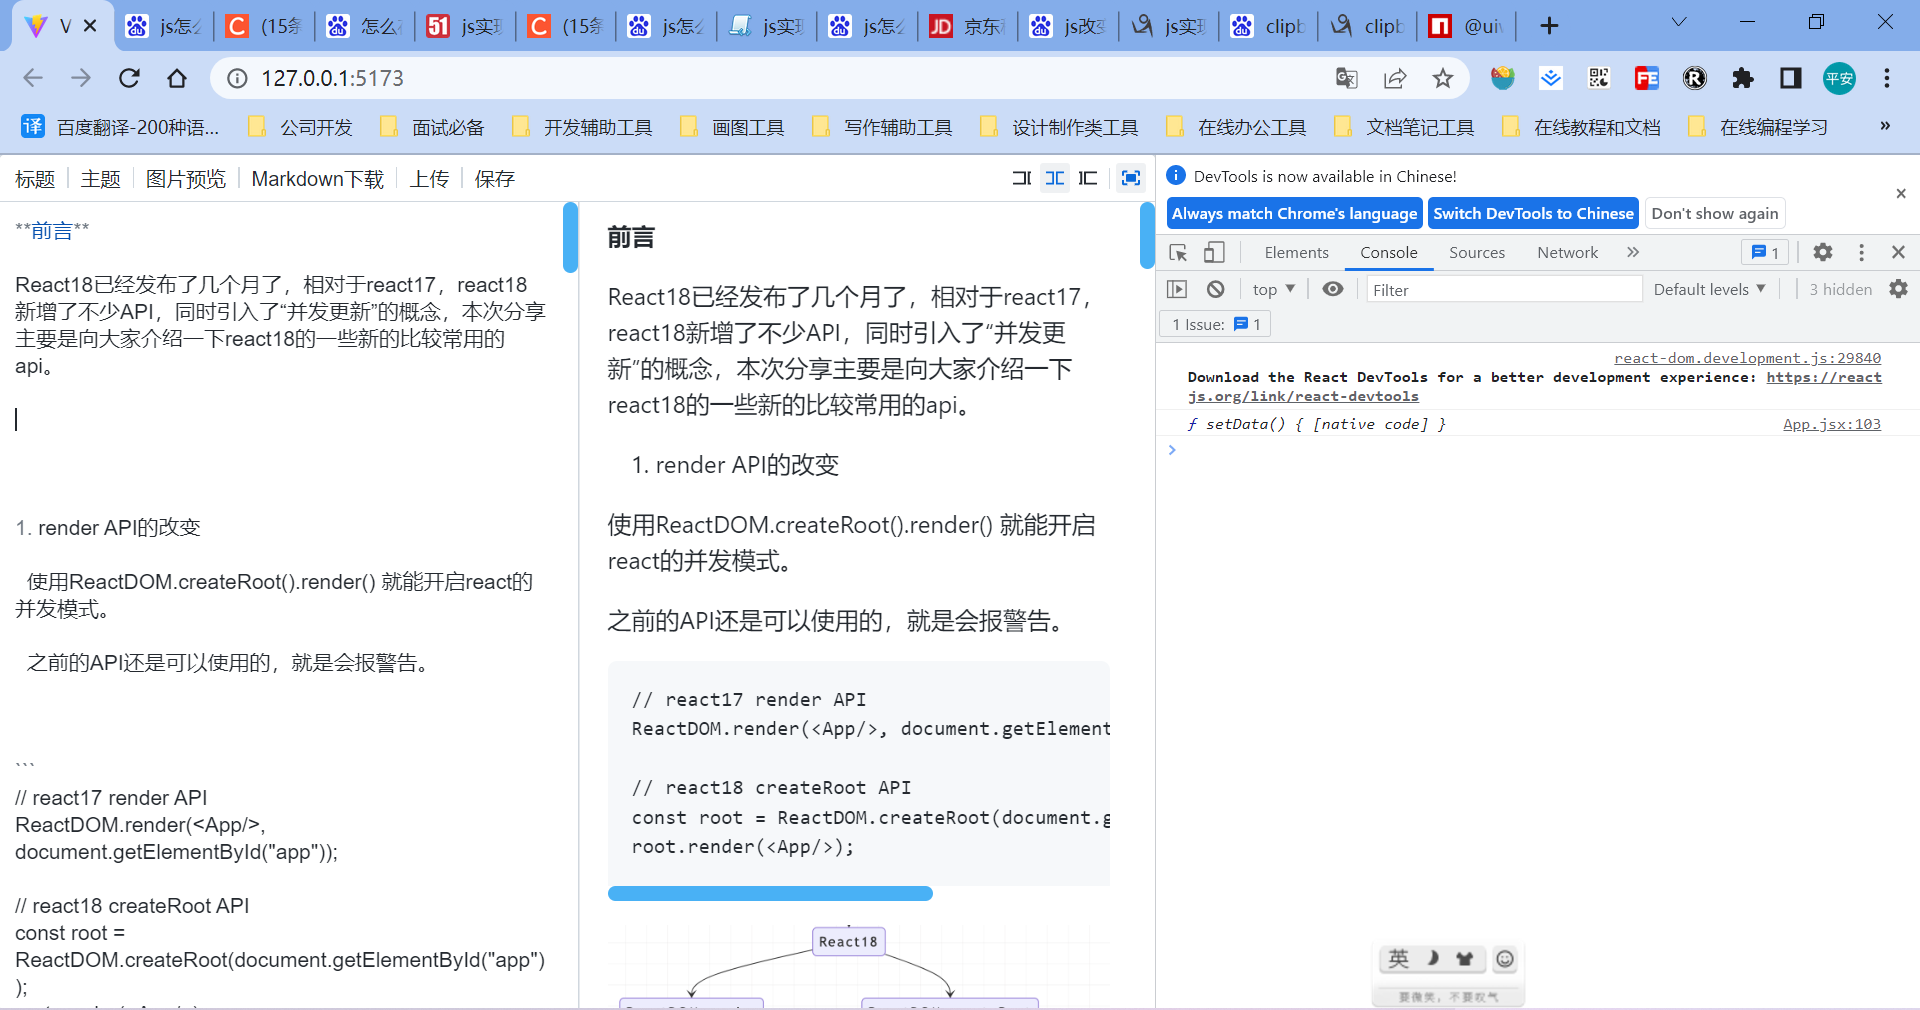 V
js怎么
(15条
怎么
js实现
(15条
js怎么
js实现
js怎么
JD 京东
js改变
js实现
clipb
clipb
@uiv
127.0.0.1:5173
平安
译 百度翻译-200种语...
公司开发
面试必备
开发辅助工具
画图工具
写作辅助工具
设计制作类工具
在线办公工具
文档笔记工具
在线教程和文档
在线编程学习
»
标题 主题 图片预览 Markdown下载 上传 保存
**前言**
React18已经发布了几个月了，相对于react17，react18
新增了不少API，同时引入了“并发更新”的概念，本次分享
主要是向大家介绍一下react18的一些新的比较常用的
api。
1. render API的改变
使用ReactDOM.createRoot().render() 就能开启react的
并发模式。
之前的API还是可以使用的，就是会报警告。
```
// react17 render API
ReactDOM.render(<App/>,
document.getElementById("app"));
// react18 createRoot API
const root =
ReactDOM.createRoot(document.getElementById("app")
);
前言
React18已经发布了几个月了，相对于react17，
react18新增了不少API，同时引入了“并发更
新”的概念，本次分享主要是向大家介绍一下
react18的一些新的比较常用的api。
1. render API的改变
使用ReactDOM.createRoot().render() 就能开启
react的并发模式。
之前的API还是可以使用的，就是会报警告。
// react17 render API
ReactDOM.render(<App/>, document.getElement
// react18 createRoot API
const root = ReactDOM.createRoot(document.g
root.render(<App/>);
React18
DevTools is now available in Chinese!
Always match Chrome's language
Switch DevTools to Chinese
Don't show again
Elements Console Sources Network » 1
top Filter Default levels 3 hidden
1 Issue: 1
react-dom.development.js:29840
Download the React DevTools for a better development experience: https://react
js.org/link/react-devtools
ƒ setData() { [native code] } App.jsx:103
英
要微笑，不要叹气